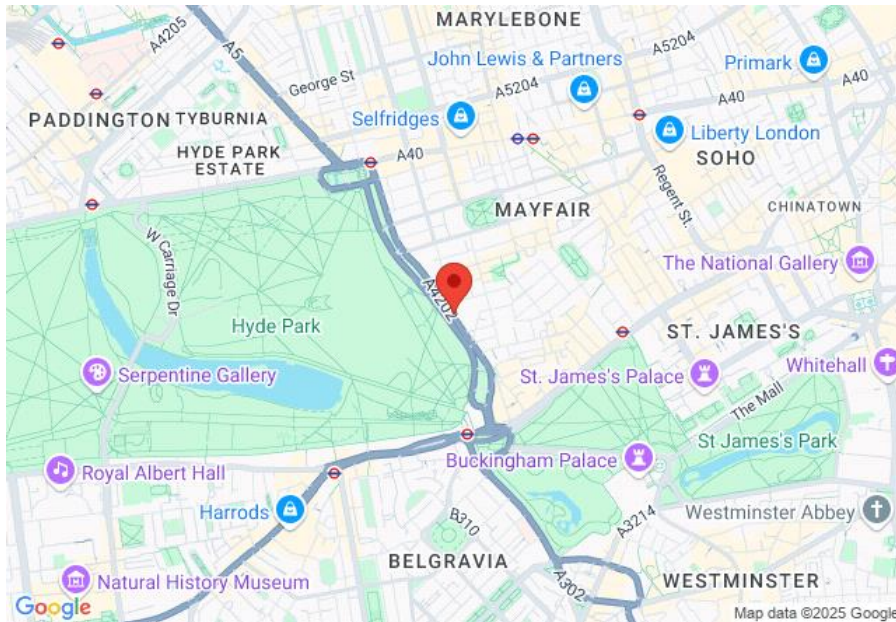 MARYLEBONE
A4205
A5
George St
John Lewis & Partners
A5204
Primark
A5204
A40
Selfridges
PADDINGTON
TYBURNIA
Liberty London
HYDE PARK
ESTATE
A40
SOHO
Regent St.
MAYFAIR
CHINATOWN
W Carriage Dr
The National Gallery
A4202
Hyde Park
ST. JAMES'S
Serpentine Gallery
St. James's Palace
Whitehall
The Mall
St James's Park
Royal Albert Hall
Buckingham Palace
Harrods
B310
A3214
Westminster Abbey
BELGRAVIA
Natural History Museum
A302
WESTMINSTER
Google
Map data ©2025 Google